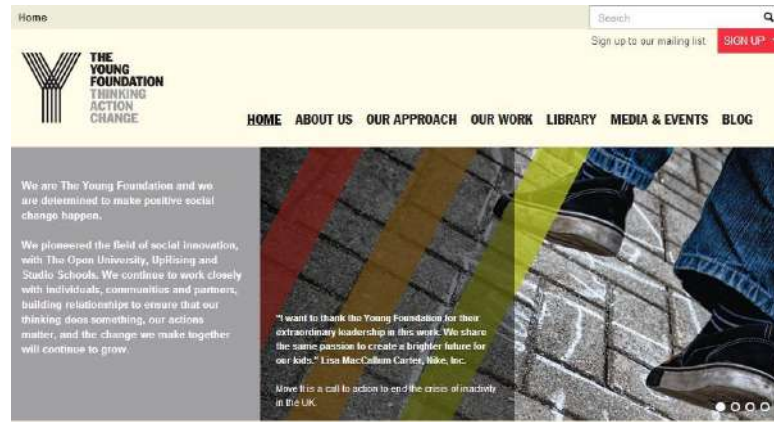 Home
Search
Sign up to our mailing list
SIGN UP
THE
YOUNG
FOUNDATION
THINKING
ACTION
CHANGE
HOME ABOUT US OUR APPROACH OUR WORK LIBRARY MEDIA & EVENTS BLOG
We are The Young Foundation and we
are determined to make positive social
change happen.
We pioneered the field of social innovation,
with The Open University, UpRising and
Studio Schools. We continue to work closely
with individuals, communities and partners,
building relationships to ensure that our
thinking does something, our actions
matter, and the change we make together
will continue to grow.
"I want to thank the Young Foundation for their
extraordinary leadership in this work. We share
the same passion to create a brighter future for
our kids." Lisa MacCallum Carter, Nike, Inc.
Move It is a call to action to end the crisis of inactivity
in the UK.